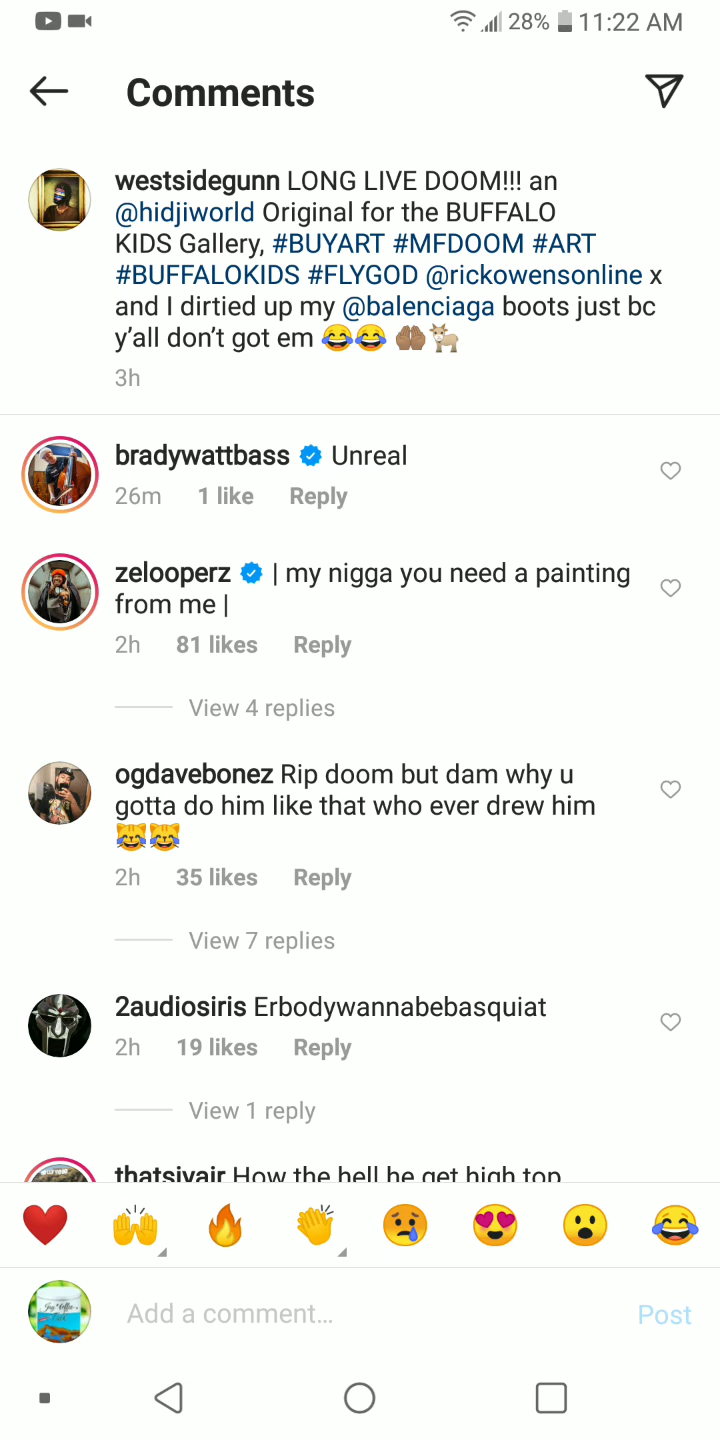 28% 11:22 AM
Comments
westsidegunn LONG LIVE DOOM!!! an
@hidjiworld Original for the BUFFALO
KIDS Gallery, #BUYART #MFDOOM #ART
#BUFFALOKIDS #FLYGOD @rickowensonline x
and I dirtied up my @balenciaga boots just bc
y’all don’t got em 😂😂 🤲🏾🐐
3h
bradywattbass Unreal
26m 1 like Reply
zelooperz | my nigga you need a painting
from me |
2h 81 likes Reply
View 4 replies
ogdavebonez Rip doom but dam why u
gotta do him like that who ever drew him
😹😹
2h 35 likes Reply
View 7 replies
2audiosiris Erbodywannabebasquiat
2h 19 likes Reply
View 1 reply
thatsivair How the hell he get high top
❤️ 🙌 🔥 👏 😢 😍 😮 😂
Add a comment... Post